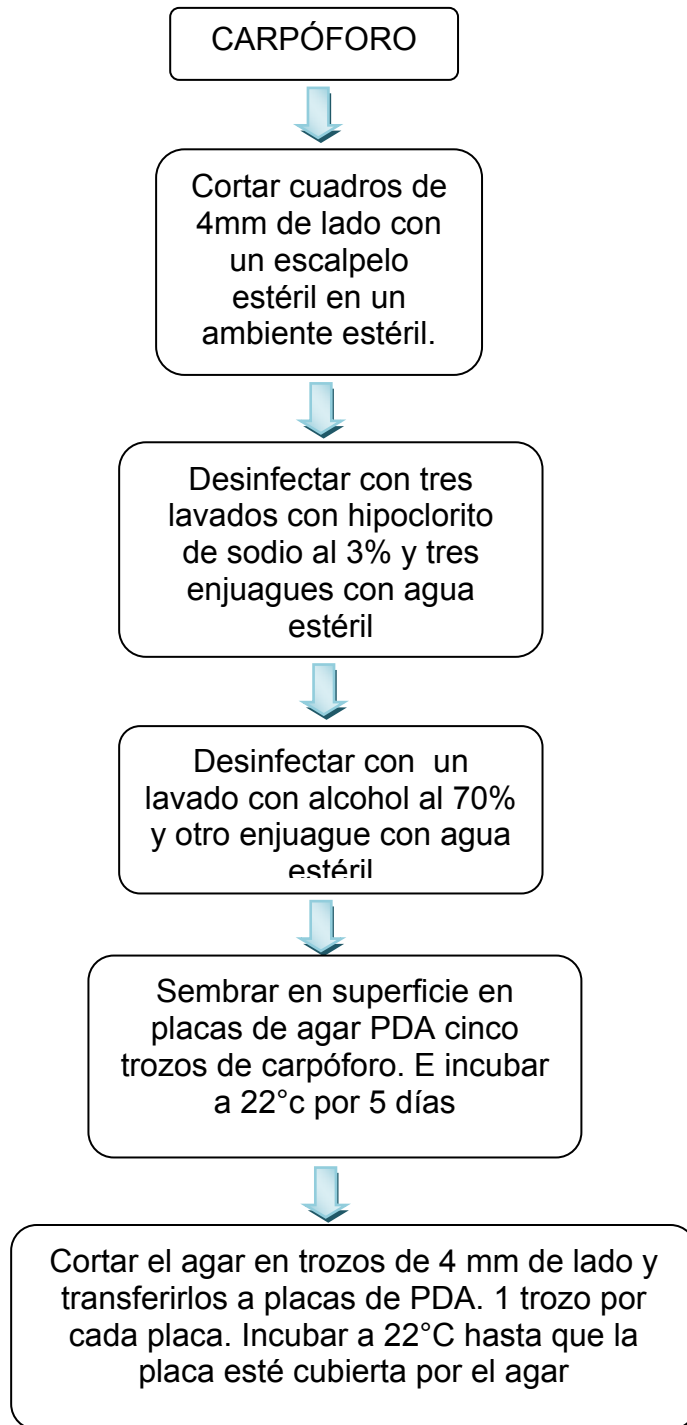 CARPÓFORO
Cortar cuadros de
4mm de lado con
un escalpelo
estéril en un
ambiente estéril.
Desinfectar con tres
lavados con hipoclorito
de sodio al 3% y tres
enjuagues con agua
estéril
Desinfectar con un
lavado con alcohol al 70%
y otro enjuague con agua
estéril
Sembrar en superficie en
placas de agar PDA cinco
trozos de carpóforo. E incubar
a 22°c por 5 días
Cortar el agar en trozos de 4 mm de lado y
transferirlos a placas de PDA. 1 trozo por
cada placa. Incubar a 22°C hasta que la
placa esté cubierta por el agar